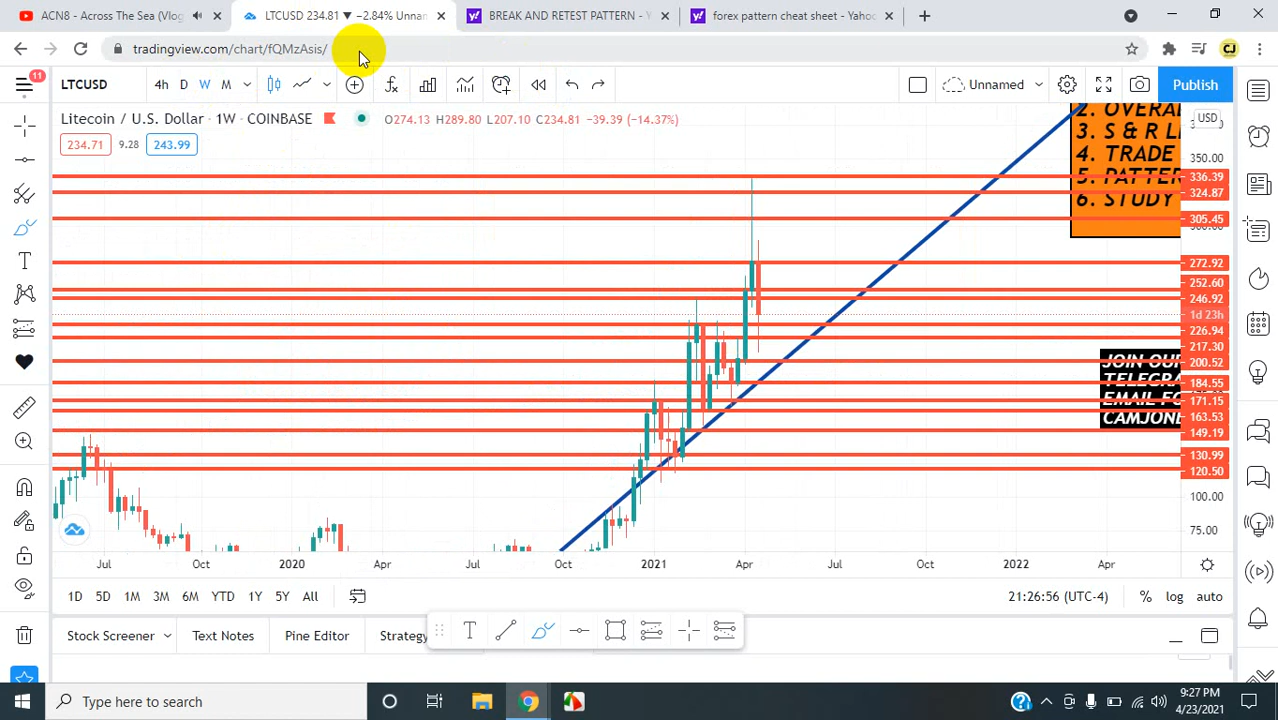 ACN8 - Across The Sea (Vlog
LTCUSD 234.81 ▼ −2.84% Unnam
BREAK AND RETEST PATTERN - Y
forex pattern cheat sheet - Yahoo
tradingview.com/chart/fQMzAsis/
CJ
11
LTCUSD
4h D W M
Unnamed
Publish
Litecoin / U.S. Dollar · 1W · COINBASE
O274.13 H289.80 L207.10 C234.81 −39.39 (−14.37%)
234.71 9.28 243.99
USD
2. OVERAL
3. S & R L
4. TRADE
5. PATTER
6. STUDY
350.00
336.39
324.87
305.45
272.92
252.60
246.92
1d 23h
226.94
217.30
200.52
184.55
171.15
163.53
149.19
130.99
120.50
100.00
75.00
JOIN OUR
TELEGRA
EMAIL FO
CAMJONE
Jul Oct 2020 Apr Jul Oct 2021 Apr Jul Oct 2022 Apr
1D 5D 1M 3M 6M YTD 1Y 5Y All
21:26:56 (UTC-4)
% log auto
Stock Screener Text Notes Pine Editor Strategy
Type here to search
9:27 PM
4/23/2021